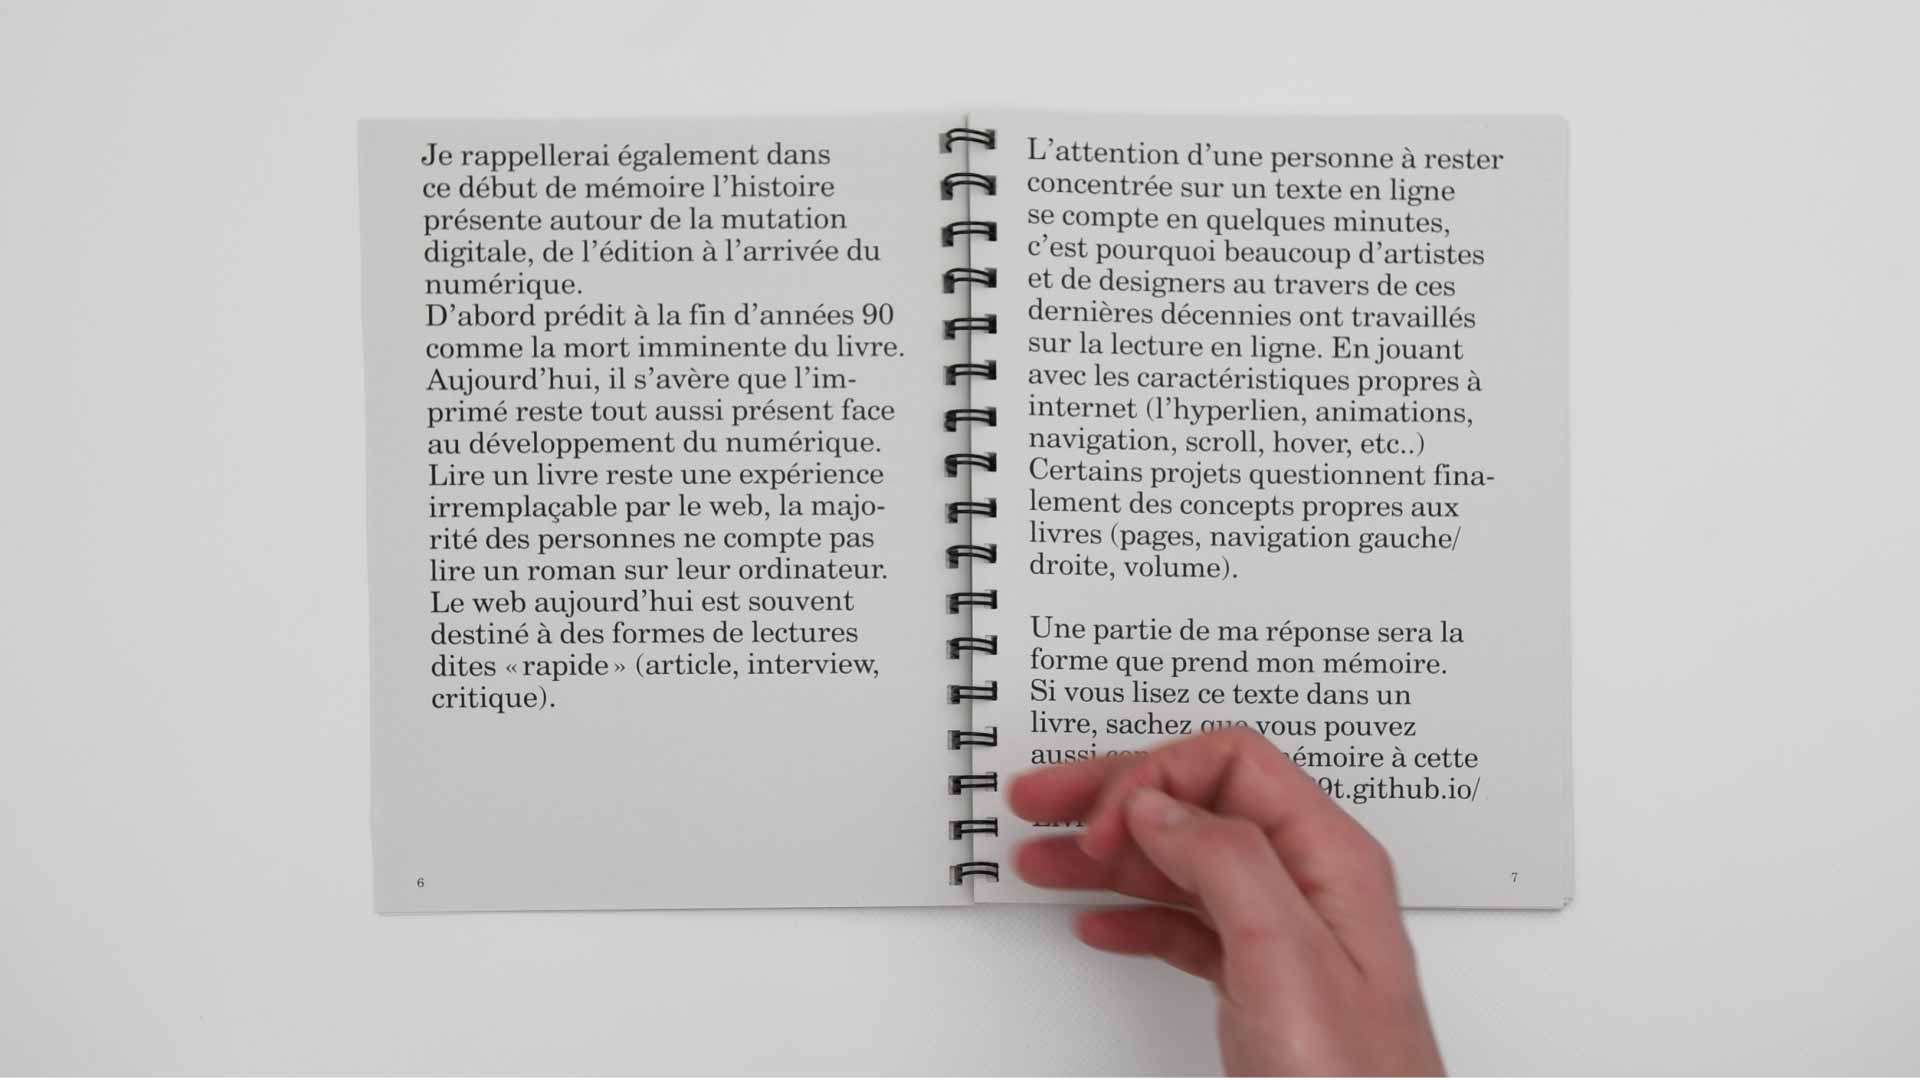 Je rappellerai également dans
ce début de mémoire l’histoire
présente autour de la mutation
digitale, de l’édition à l’arrivée du
numérique.
D’abord prédit à la fin d’années 90
comme la mort imminente du livre.
Aujourd’hui, il s’avère que l’im-
primé reste tout aussi présent face
au développement du numérique.
Lire un livre reste une expérience
irremplaçable par le web, la majo-
rité des personnes ne compte pas
lire un roman sur leur ordinateur.
Le web aujourd’hui est souvent
destiné à des formes de lectures
dites « rapide » (article, interview,
critique).
6
L’attention d’une personne à rester
concentrée sur un texte en ligne
se compte en quelques minutes,
c’est pourquoi beaucoup d’artistes
et de designers au travers de ces
dernières décennies ont travaillés
sur la lecture en ligne. En jouant
avec les caractéristiques propres à
internet (l’hyperlien, animations,
navigation, scroll, hover, etc..)
Certains projets questionnent fina-
lement des concepts propres aux
livres (pages, navigation gauche/
droite, volume).
Une partie de ma réponse sera la
forme que prend mon mémoire.
Si vous lisez ce texte dans un
livre, sachez que vous pouvez
aussi mémoire à cette
9t.github.io/
7